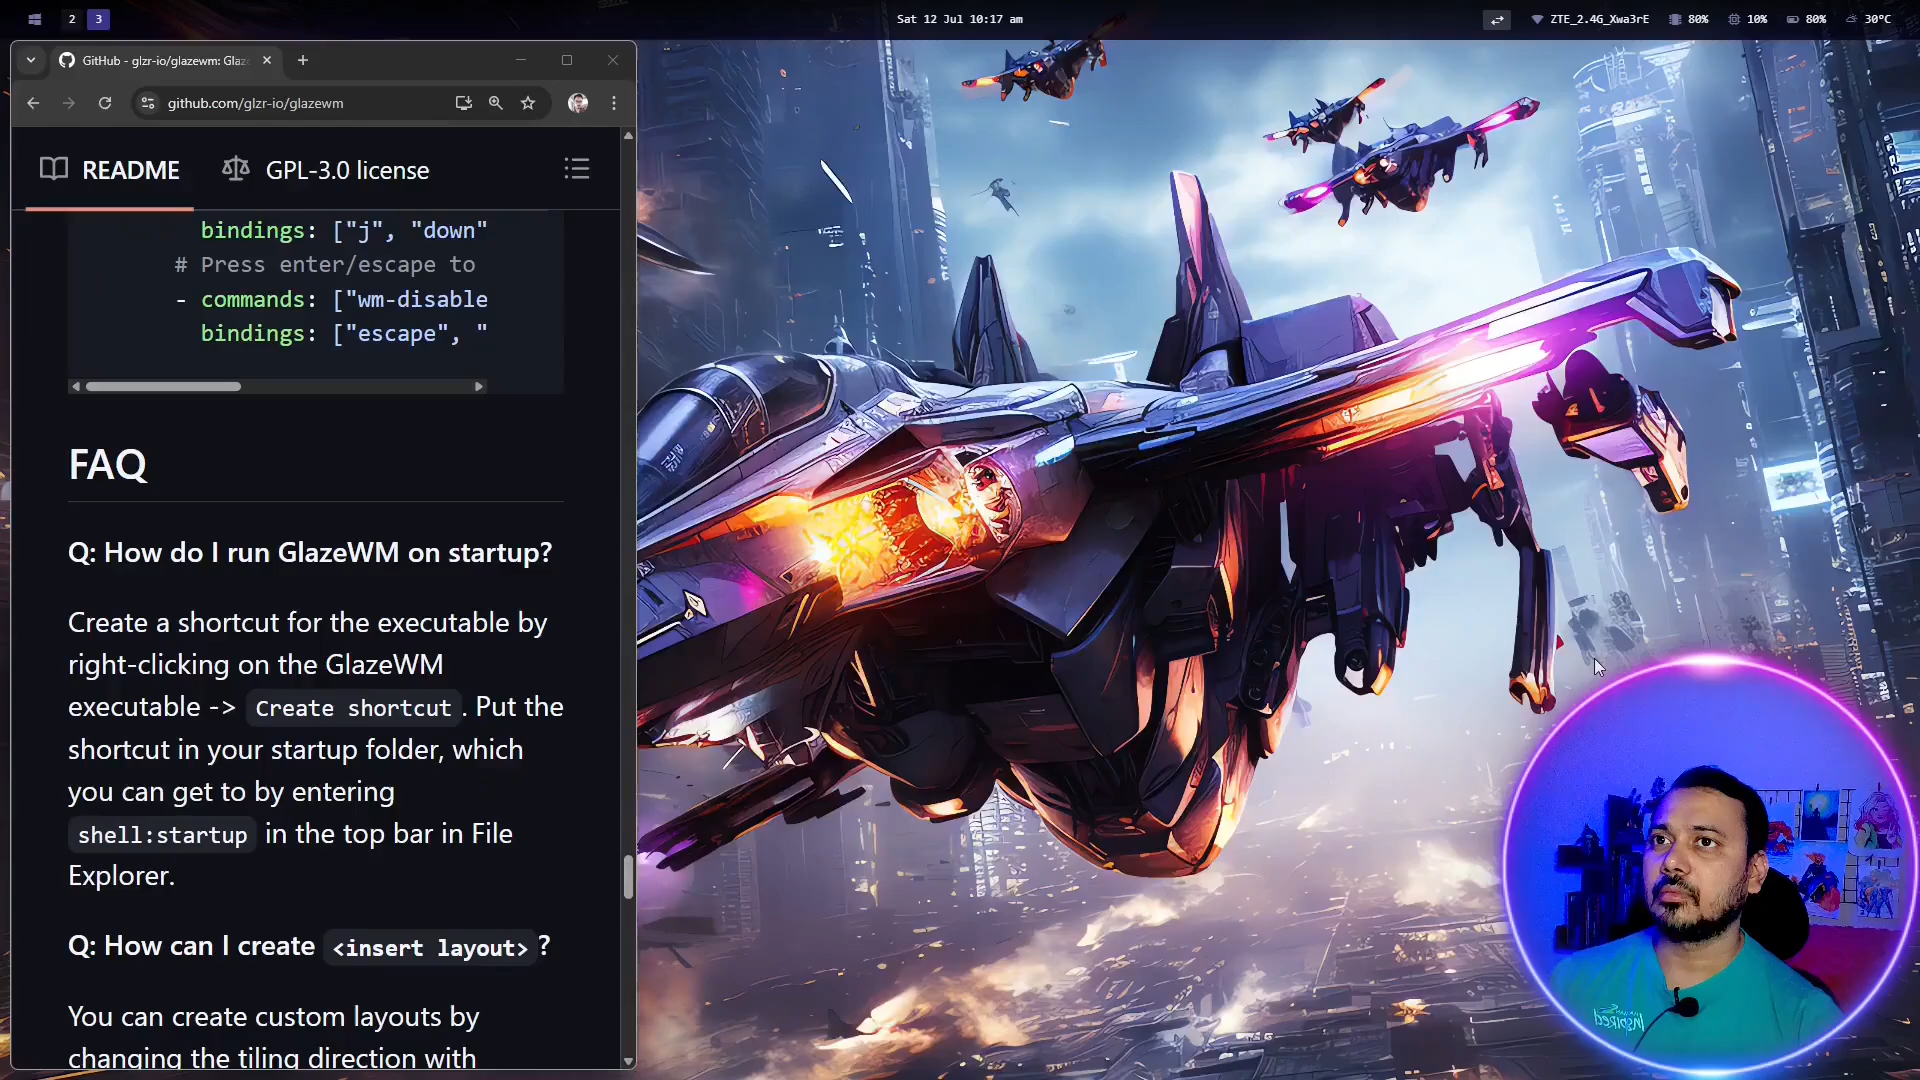 2 3
Sat 12 Jul 10:17 am
ZTE_2.4G_Xwa3rE 80% 10% 80% 30°C
GitHub - glzr-io/glazewm: Glaz
github.com/glzr-io/glazewm
README GPL-3.0 license
bindings: ["j", "down"
# Press enter/escape to
- commands: ["wm-disable
bindings: ["escape", "
FAQ
Q: How do I run GlazeWM on startup?
Create a shortcut for the executable by
right-clicking on the GlazeWM
executable -> Create shortcut. Put the
shortcut in your startup folder, which
you can get to by entering
shell:startup in the top bar in File
Explorer.
Q: How can I create <insert layout>?
You can create custom layouts by
changing the tiling direction with
Inspired